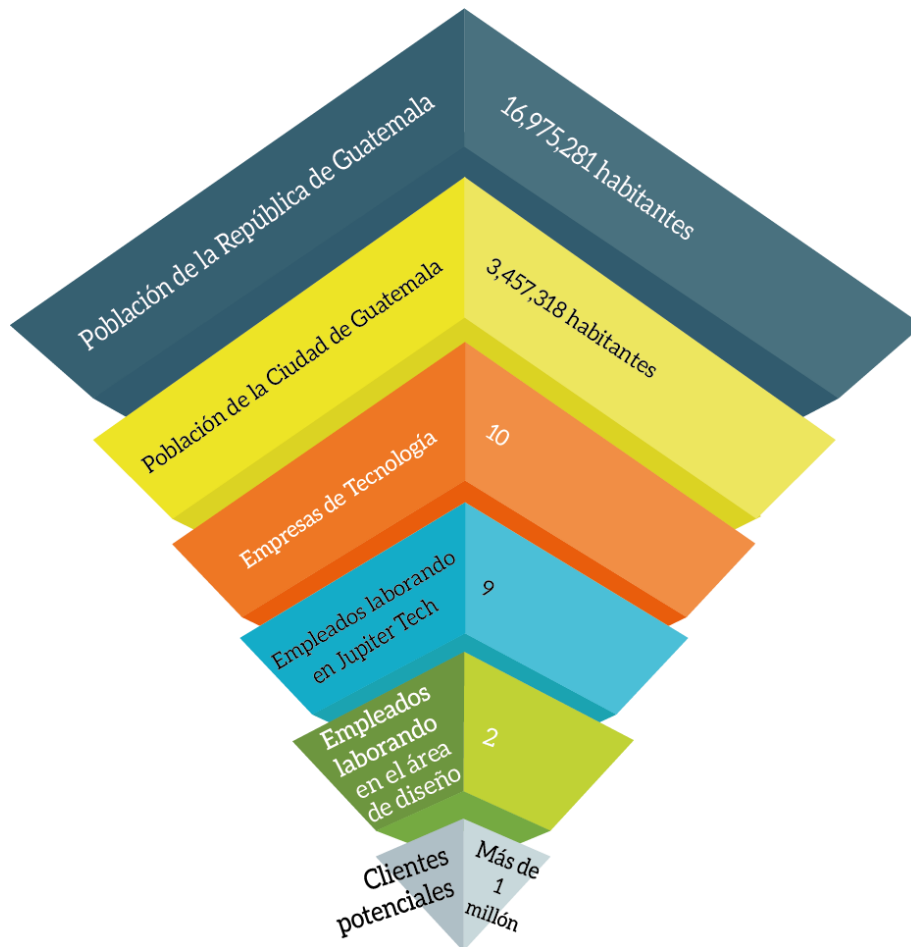 Población de la República de Guatemala
16,975,281 habitantes
Población de la Ciudad de Guatemala
3,457,318 habitantes
Empresas de Tecnología
10
Empleados laborando
en Jupiter Tech
9
Empleados
laborando
en el área
de diseño
2
Clientes
potenciales
Más de
1
millón